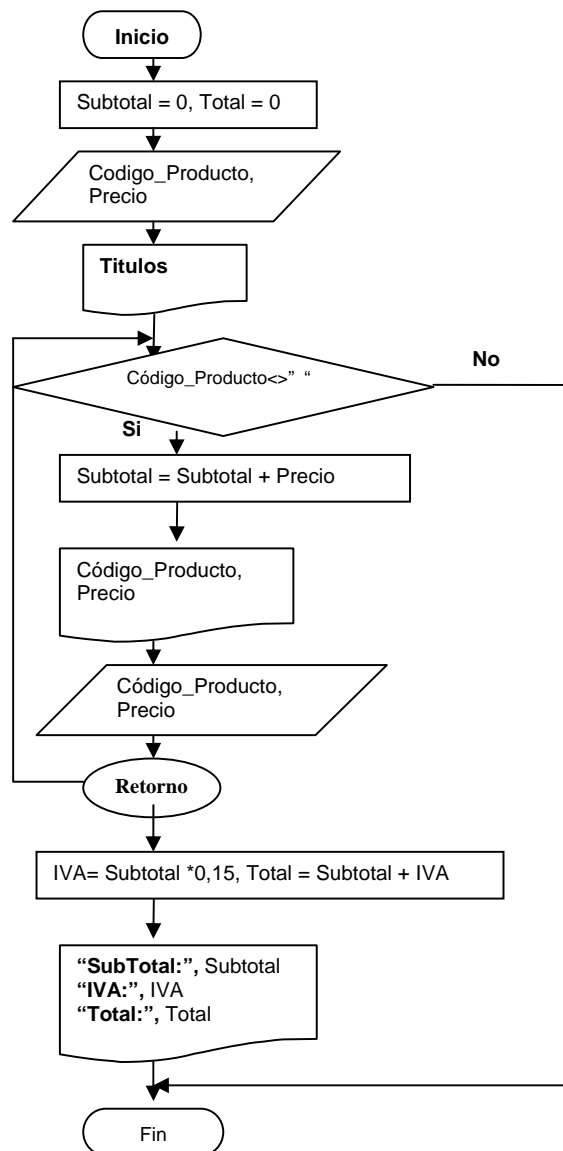 Inicio
Subtotal = 0, Total = 0
Codigo_Producto,
Precio
Titulos
Código_Producto<>” “
No
Si
Subtotal = Subtotal + Precio
Código_Producto,
Precio
Código_Producto,
Precio
Retorno
IVA= Subtotal *0,15, Total = Subtotal + IVA
“SubTotal:”, Subtotal
“IVA:”, IVA
“Total:”, Total
Fin